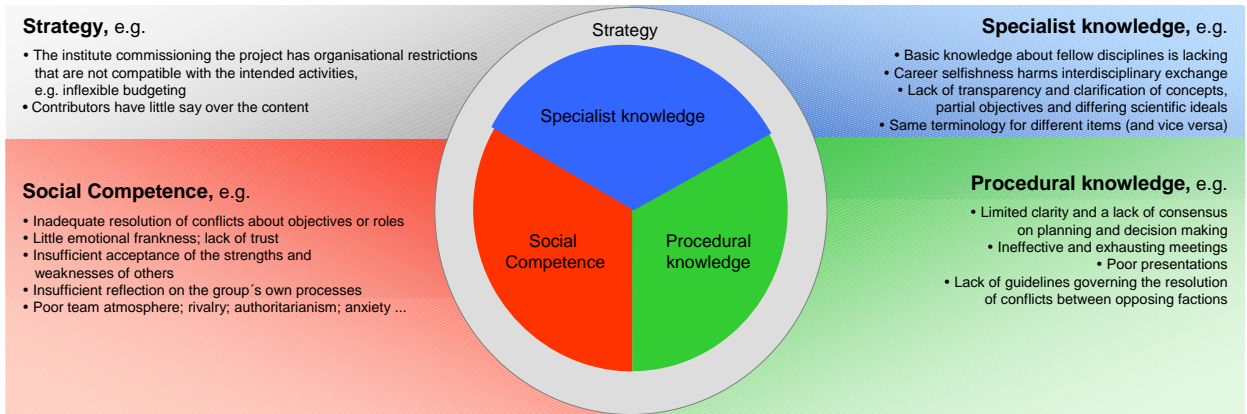 Strategy, e.g.
• The institute commissioning the project has organisational restrictions
that are not compatible with the intended activities,
e.g. inflexible budgeting
• Contributors have little say over the content
Strategy
Specialist knowledge
Social
Competence
Procedural
knowledge
Specialist knowledge, e.g.
• Basic knowledge about fellow disciplines is lacking
• Career selfishness harms interdisciplinary exchange
• Lack of transparency and clarification of concepts,
partial objectives and differing scientific ideals
• Same terminology for different items (and vice versa)
Social Competence, e.g.
• Inadequate resolution of conflicts about objectives or roles
• Little emotional frankness; lack of trust
• Insufficient acceptance of the strengths and
weaknesses of others
• Insufficient reflection on the group´s own processes
• Poor team atmosphere; rivalry; authoritarianism; anxiety ...
Procedural knowledge, e.g.
• Limited clarity and a lack of consensus
on planning and decision making
• Ineffective and exhausting meetings
• Poor presentations
• Lack of guidelines governing the resolution
of conflicts between opposing factions